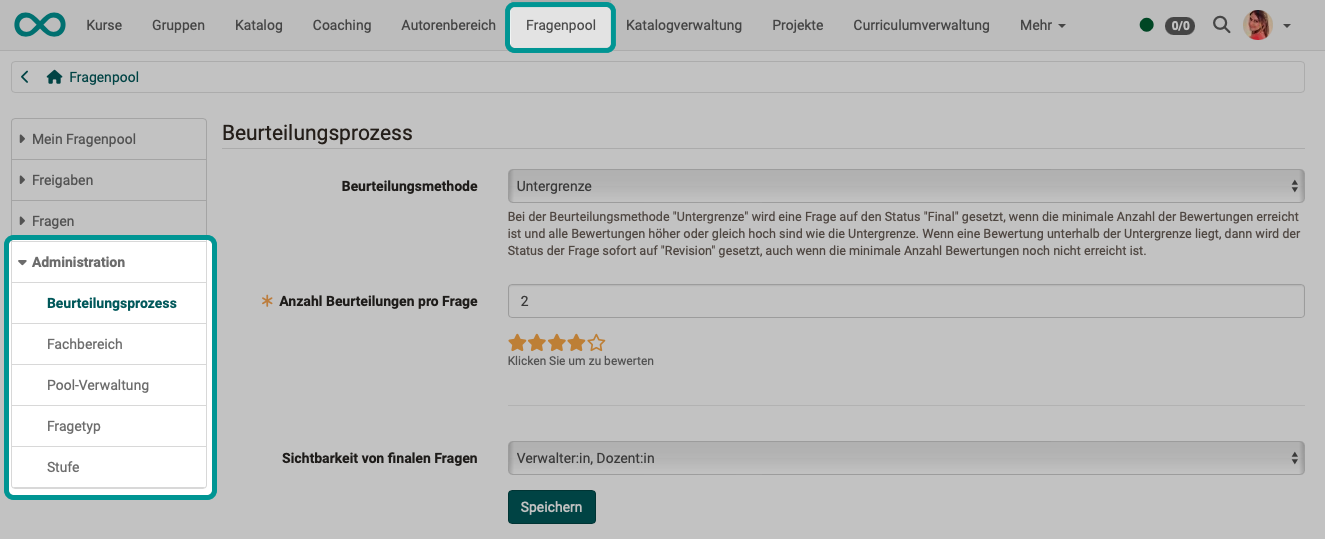 Kurse Gruppen Katalog Coaching Autorenbereich Fragenpool Katalogverwaltung Projekte Curriculumverwaltung Mehr 0/0
Fragenpool
Mein Fragenpool
Freigaben
Fragen
Administration
Beurteilungsprozess
Fachbereich
Pool-Verwaltung
Fragetyp
Stufe
Beurteilungsprozess
Beurteilungsmethode Untergrenze
Bei der Beurteilungsmethode "Untergrenze" wird eine Frage auf den Status "Final" gesetzt, wenn die minimale Anzahl der Bewertungen erreicht
ist und alle Bewertungen höher oder gleich hoch sind wie die Untergrenze. Wenn eine Bewertung unterhalb der Untergrenze liegt, dann wird der
Status der Frage sofort auf "Revision" gesetzt, auch wenn die minimale Anzahl Bewertungen noch nicht erreicht ist.
Anzahl Beurteilungen pro Frage 2
Klicken Sie um zu bewerten
Sichtbarkeit von finalen Fragen Verwalter:in, Dozent:in
Speichern